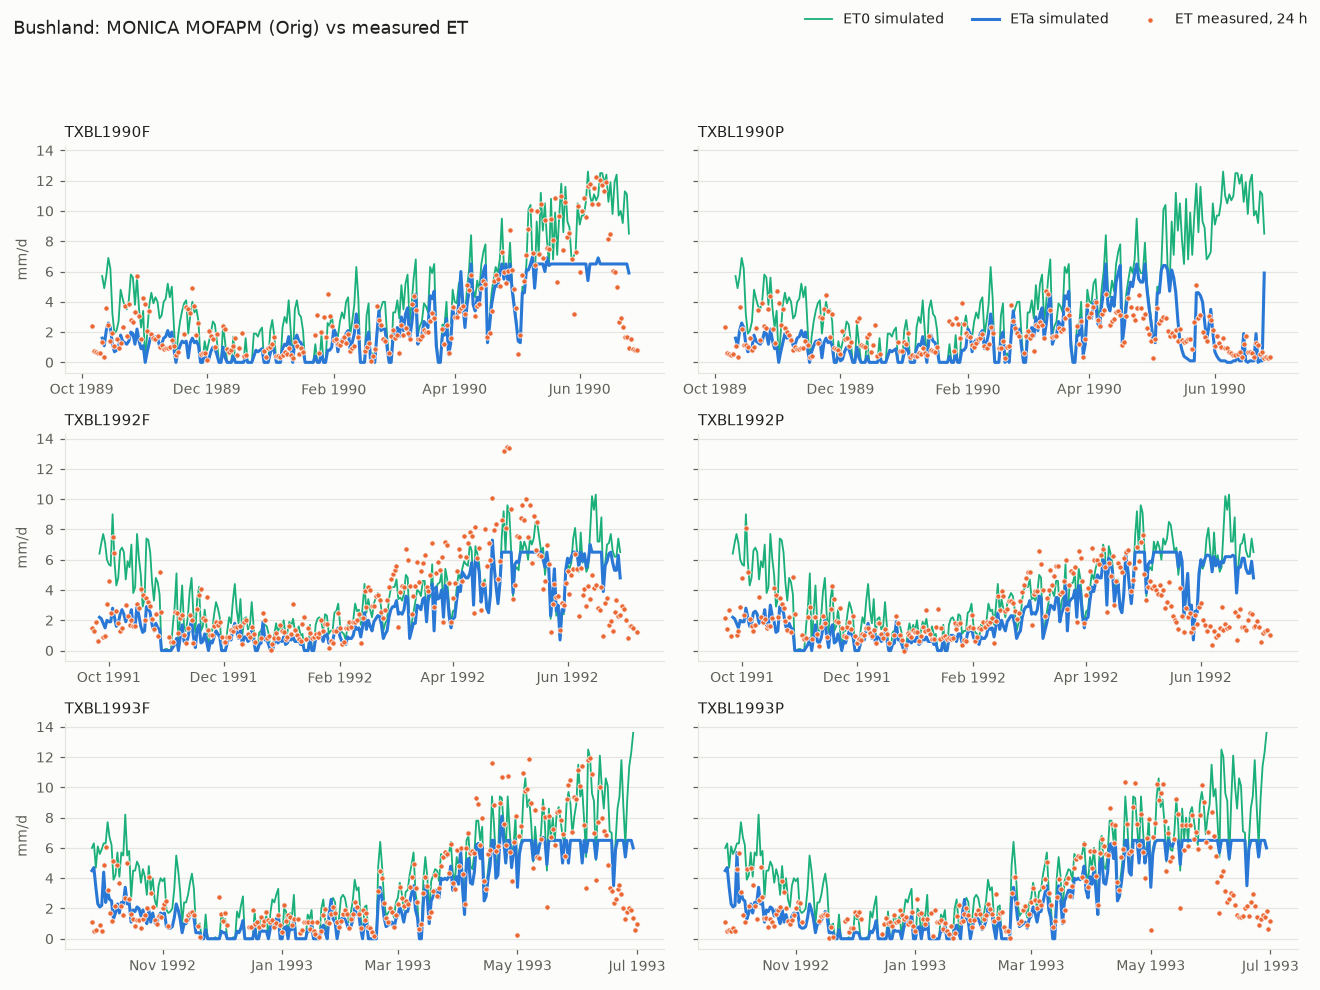 Bushland: MONICA MOFAPM (Orig) vs measured ET
ET0 simulated ETa simulated ET measured, 24 h
TXBL1990F TXBL1990P
14
12
10
8
6
4
2
0
mm/d
Oct 1989 Dec 1989 Feb 1990 Apr 1990 Jun 1990
Oct 1989 Dec 1989 Feb 1990 Apr 1990 Jun 1990
TXBL1992F TXBL1992P
14
12
10
8
6
4
2
0
mm/d
Oct 1991 Dec 1991 Feb 1992 Apr 1992 Jun 1992
Oct 1991 Dec 1991 Feb 1992 Apr 1992 Jun 1992
TXBL1993F TXBL1993P
14
12
10
8
6
4
2
0
mm/d
Nov 1992 Jan 1993 Mar 1993 May 1993 Jul 1993
Nov 1992 Jan 1993 Mar 1993 May 1993 Jul 1993